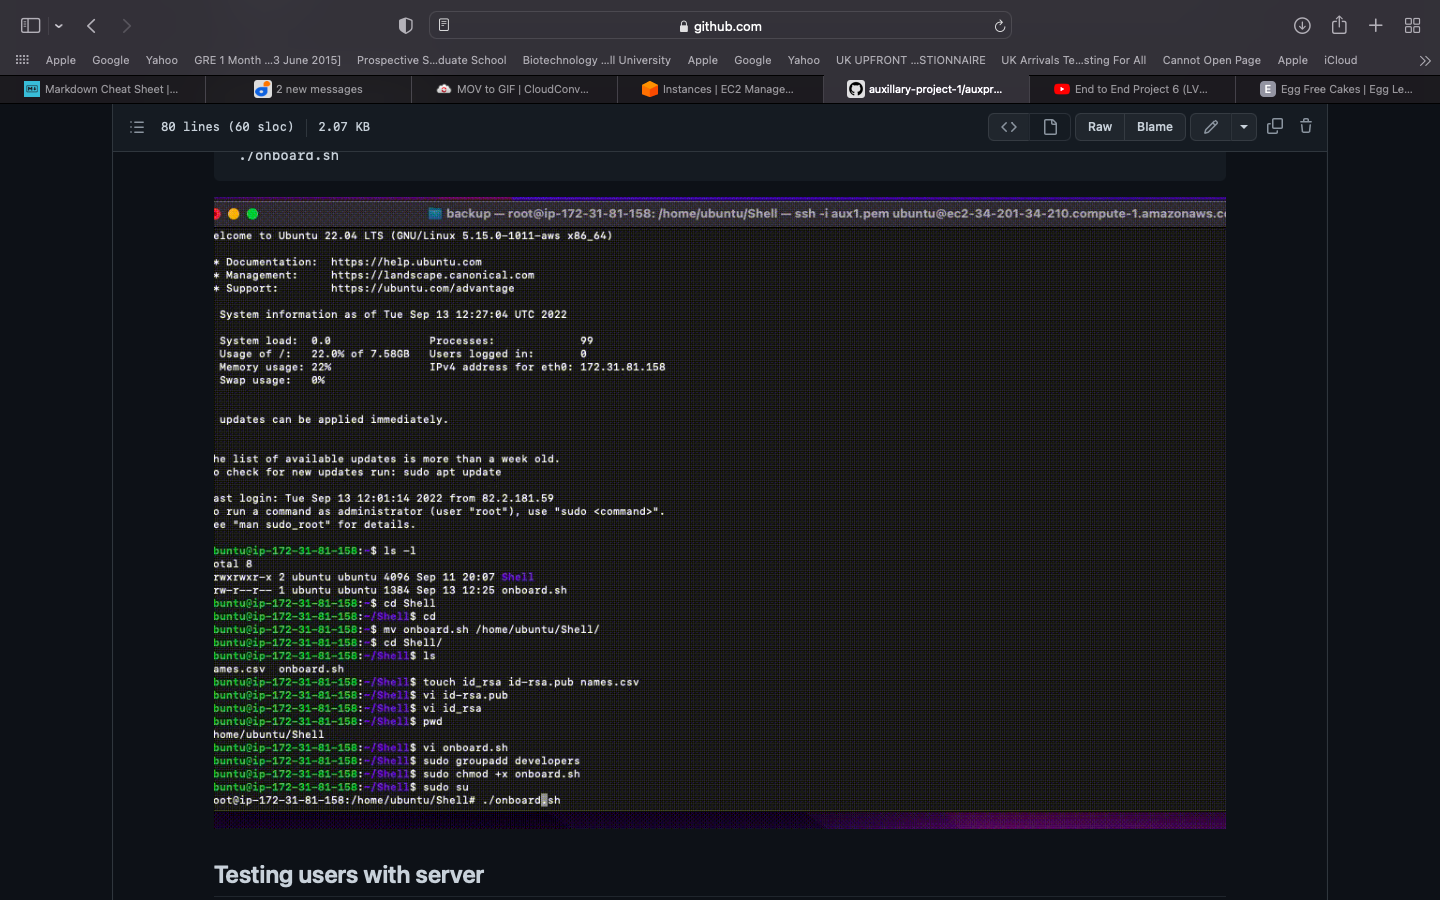 github.com
Apple Google Yahoo GRE 1 Month ...3 June 2015] Prospective S...duate School Biotechnology ...ll University Apple Google Yahoo UK UPFRONT ...STIONNAIRE UK Arrivals Te...sting For All Cannot Open Page Apple iCloud
Markdown Cheat Sheet |... 2 new messages MOV to GIF | CloudConv... Instances | EC2 Manage... auxillary-project-1/auxpr... End to End Project 6 (LV... E Egg Free Cakes | Egg Le...
80 lines (60 sloc) 2.07 KB Raw Blame
./onboard.sh
backup — root@ip-172-31-81-158: /home/ubuntu/Shell — ssh -i aux1.pem ubuntu@ec2-34-201-34-210.compute-1.amazonaws.co
elcome to Ubuntu 22.04 LTS (GNU/Linux 5.15.0-1011-aws x86_64)
* Documentation: https://help.ubuntu.com
* Management: https://landscape.canonical.com
* Support: https://ubuntu.com/advantage
System information as of Tue Sep 13 12:27:04 UTC 2022
System load: 0.0 Processes: 99
Usage of /: 22.0% of 7.58GB Users logged in: 0
Memory usage: 22% IPv4 address for eth0: 172.31.81.158
Swap usage: 0%
updates can be applied immediately.
he list of available updates is more than a week old.
o check for new updates run: sudo apt update
ast login: Tue Sep 13 12:01:14 2022 from 82.2.181.59
o run a command as administrator (user "root"), use "sudo <command>".
ee "man sudo_root" for details.
buntu@ip-172-31-81-158:~$ ls -l
otal 8
rwxrwxr-x 2 ubuntu ubuntu 4096 Sep 11 20:07 Shell
rw-r--r-- 1 ubuntu ubuntu 1384 Sep 13 12:25 onboard.sh
buntu@ip-172-31-81-158:~$ cd Shell
buntu@ip-172-31-81-158:~/Shell$ cd
buntu@ip-172-31-81-158:~$ mv onboard.sh /home/ubuntu/Shell/
buntu@ip-172-31-81-158:~$ cd Shell/
buntu@ip-172-31-81-158:~/Shell$ ls
ames.csv onboard.sh
buntu@ip-172-31-81-158:~/Shell$ touch id_rsa id-rsa.pub names.csv
buntu@ip-172-31-81-158:~/Shell$ vi id-rsa.pub
buntu@ip-172-31-81-158:~/Shell$ vi id_rsa
buntu@ip-172-31-81-158:~/Shell$ pwd
home/ubuntu/Shell
buntu@ip-172-31-81-158:~/Shell$ vi onboard.sh
buntu@ip-172-31-81-158:~/Shell$ sudo groupadd developers
buntu@ip-172-31-81-158:~/Shell$ sudo chmod +x onboard.sh
buntu@ip-172-31-81-158:~/Shell$ sudo su
oot@ip-172-31-81-158:/home/ubuntu/Shell# ./onboard.sh
Testing users with server